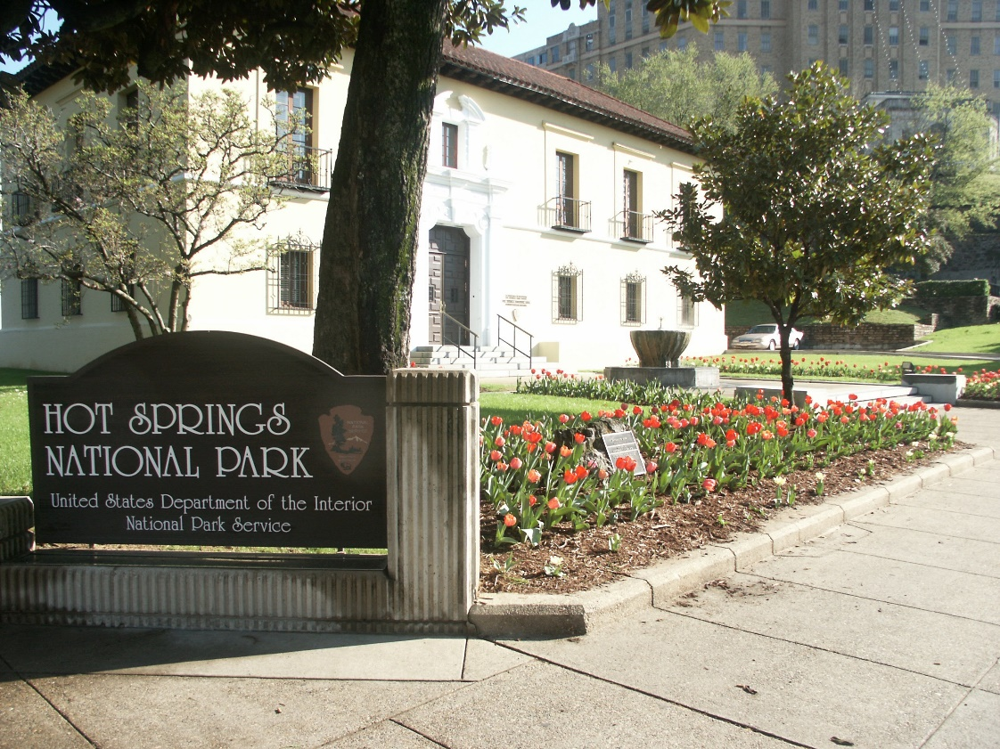 HOT SPRINGS
NATIONAL PARK
United States Department of the Interior
National Park Service